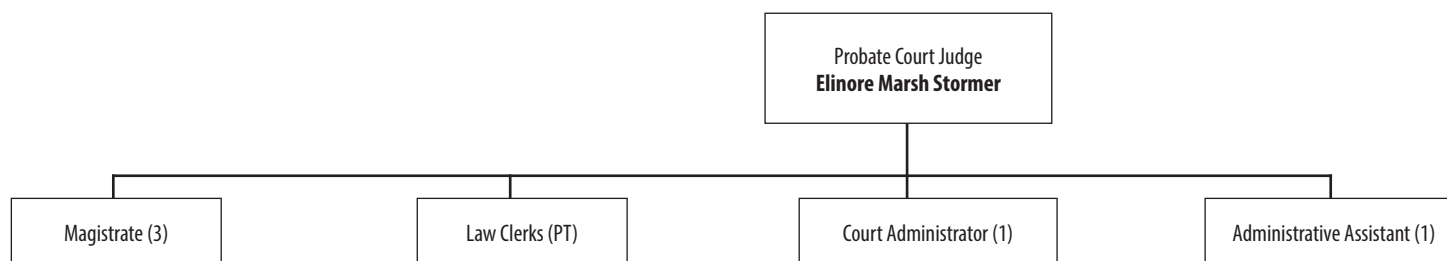 Probate Court Judge
Elinore Marsh Stormer
Magistrate (3)
Law Clerks (PT)
Court Administrator (1)
Administrative Assistant (1)